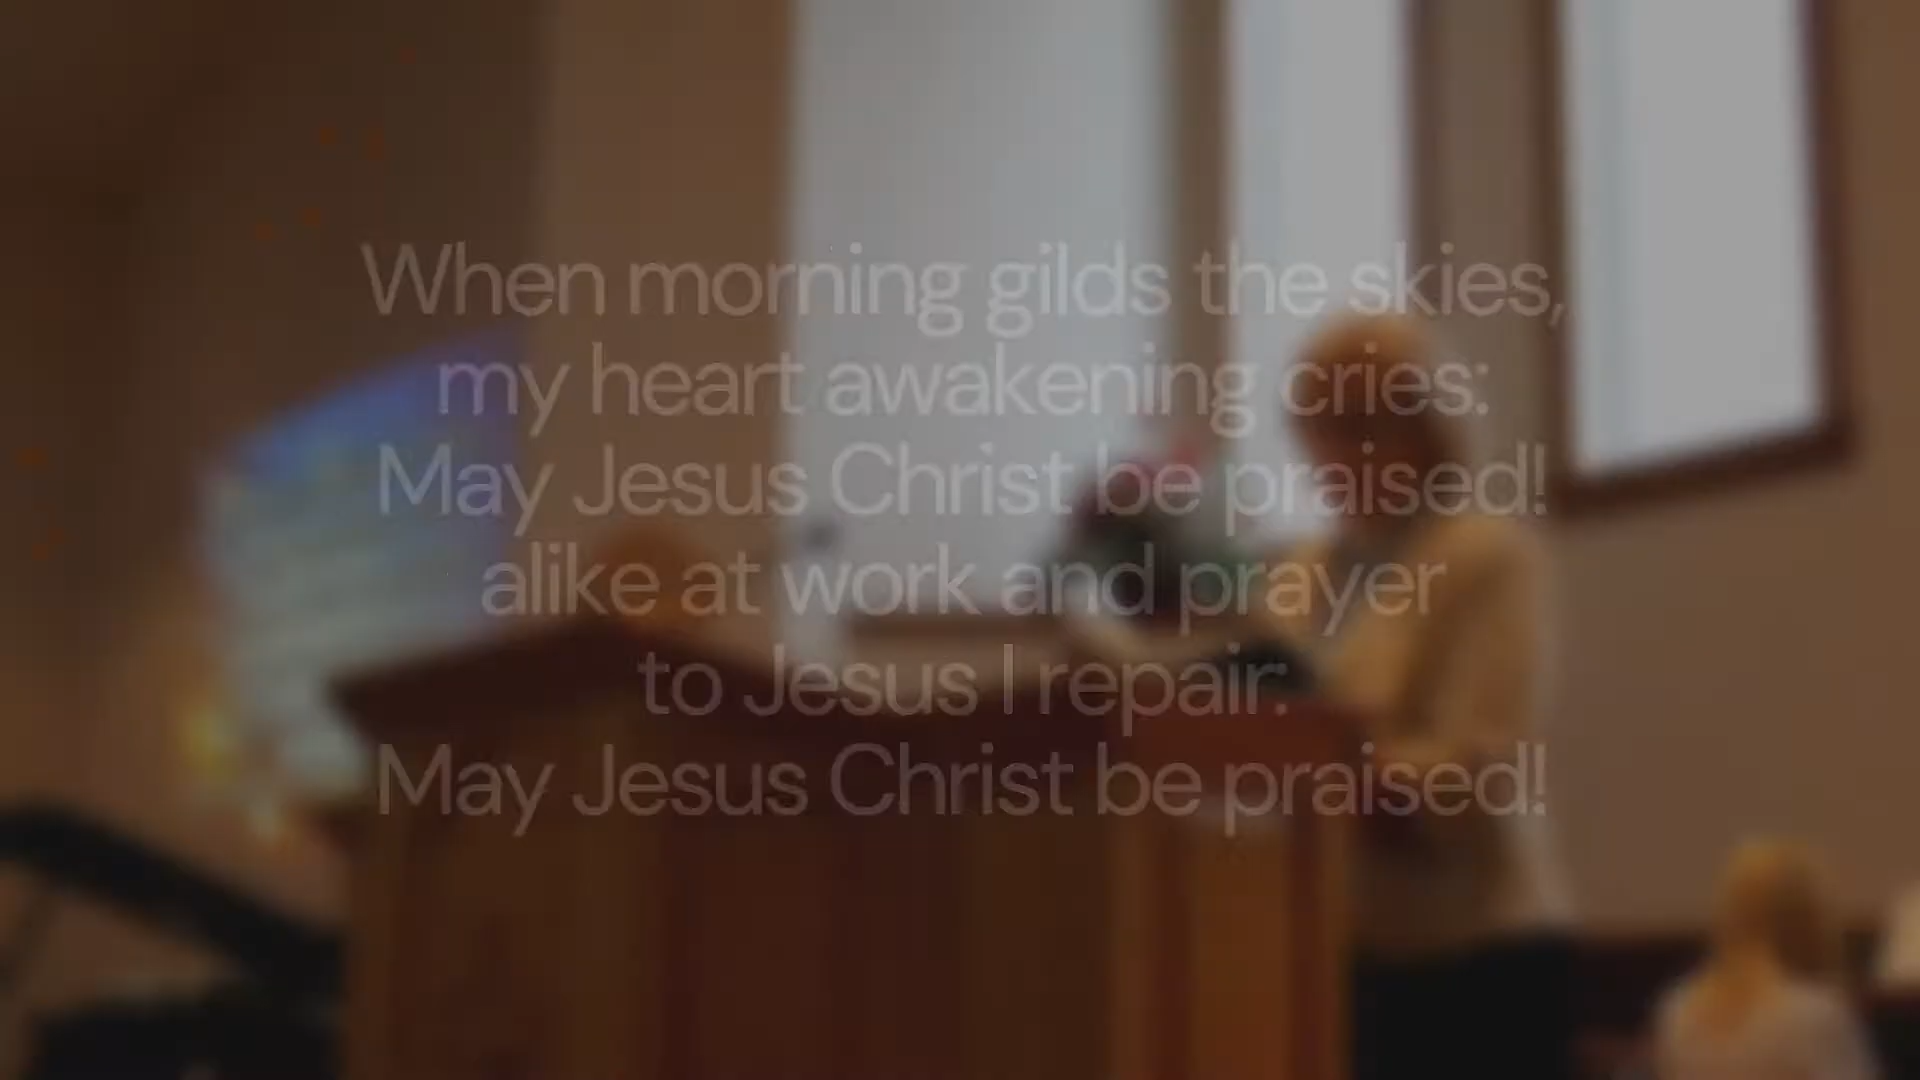 When morning gilds the skies,
my heart awakening cries:
May Jesus Christ be praised!
alike at work and prayer
to Jesus I repair:
May Jesus Christ be praised!